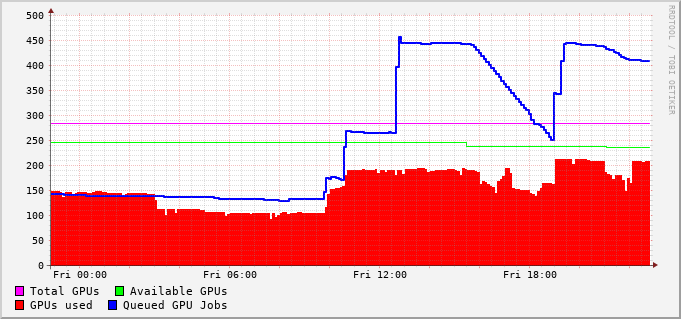 500
450
400
350
300
250
200
150
100
50
0
Fri 00:00 Fri 06:00 Fri 12:00 Fri 18:00
Total GPUs Available GPUs
GPUs used Queued GPU Jobs
RRDTOOL / TOBI OETIKER